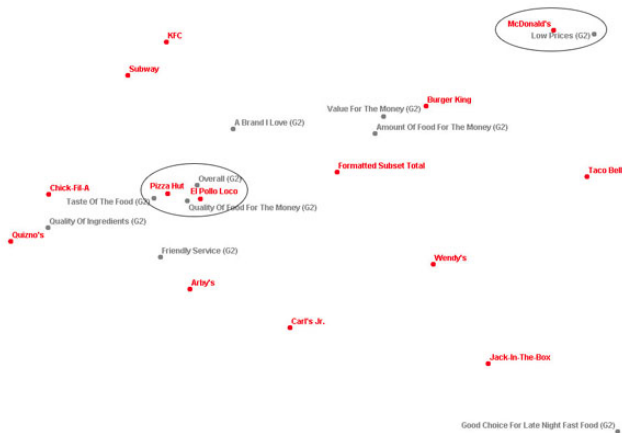 McDonald's
Low Prices (G2)
KFC
Subway
Burger King
Value For The Money (G2)
A Brand I Love (G2)
Amount Of Food For The Money (G2)
Formatted Subset Total
Taco Bell
Overall (G2)
Chick-Fil-A
Pizza Hut
El Pollo Loco
Taste Of The Food (G2)
Quality Of Food For The Money (G2)
Quality Of Ingredients (G2)
Quizno's
Friendly Service (G2)
Wendy's
Arby's
Carl's Jr.
Jack-In-The-Box
Good Choice For Late Night Fast Food (G2)